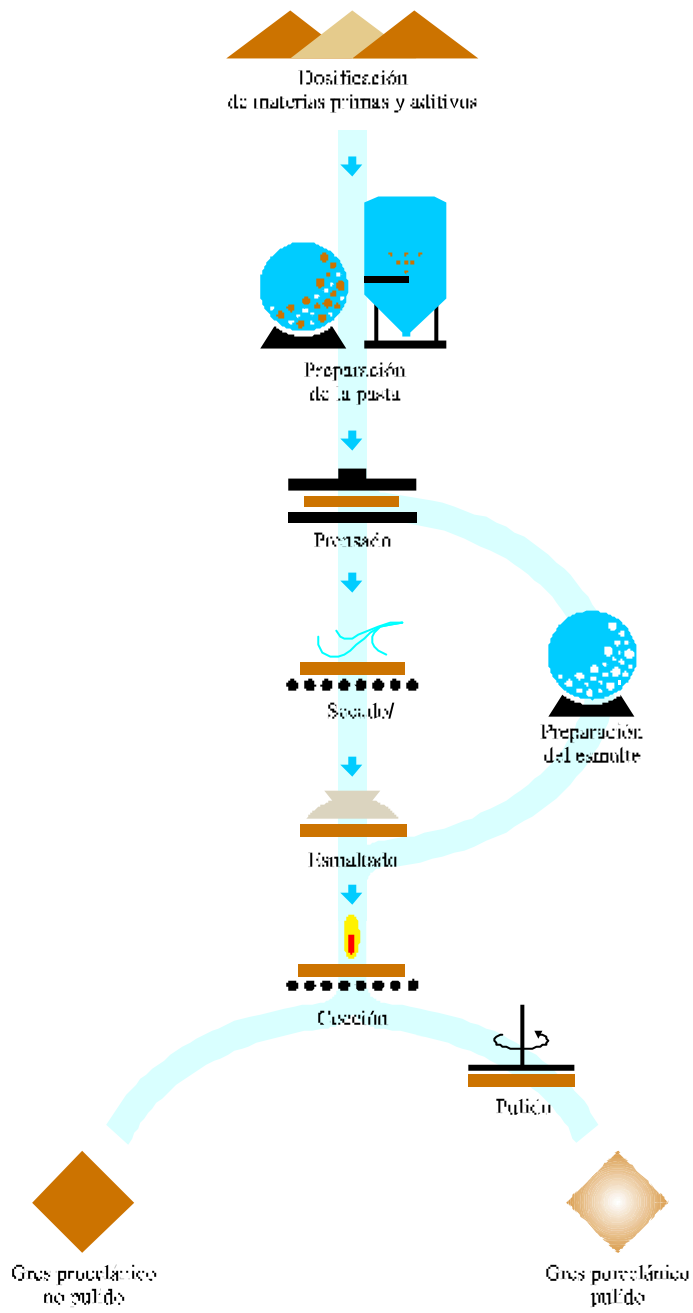 Dosificación
de materias primas y aditivos
Preparación
de la pasta
Prensado
Secado/
Preparación
del esmalte
Esmaltado
Cocción
Pulido
Gres procelánico
no pulido
Gres porcelánico
pulido